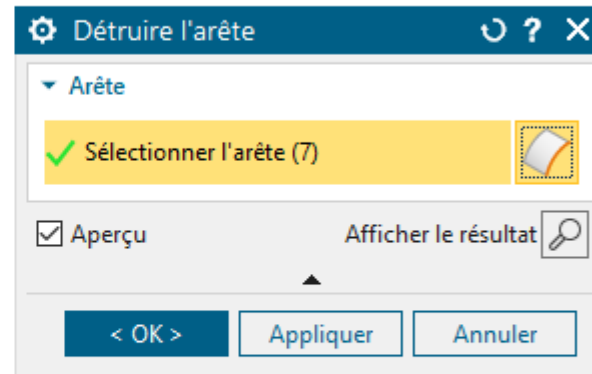 Détruire l'arête
Arête
Sélectionner l'arête (7)
Aperçu Afficher le résultat
< OK > Appliquer Annuler